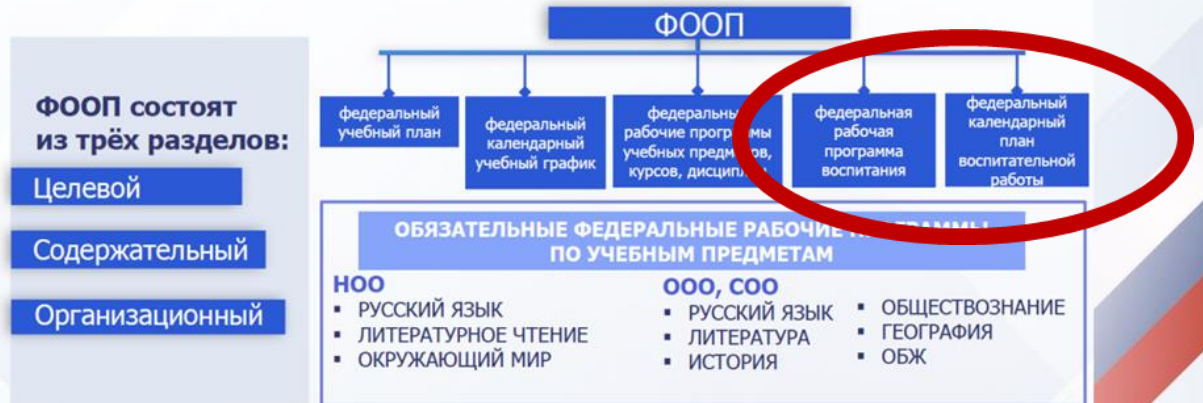 ФООП
ФООП состоят
из трёх разделов:
Целевой
Содержательный
Организационный
федеральный
учебный план
федеральный
календарный
учебный график
рабочие программы
учебных предметов,
курсов,
федеральная
рабочая
программа
воспитания
федеральный
календарный
план
воспитательной
работы
ОБЯЗАТЕЛЬНЫЕ ФЕДЕРАЛЬНЫЕ РАБОЧИЕ
ПО УЧЕБНЫМ ПРЕДМЕТАМ
НОО
▪ РУССКИЙ ЯЗЫК
▪ ЛИТЕРАТУРНОЕ ЧТЕНИЕ
▪ ОКРУЖАЮЩИЙ МИР
ООО, СОО
▪ РУССКИЙ ЯЗЫК
▪ ЛИТЕРАТУРА
▪ ИСТОРИЯ
▪ ОБЩЕСТВОЗНАНИЕ
▪ ГЕОГРАФИЯ
▪ ОБЖ